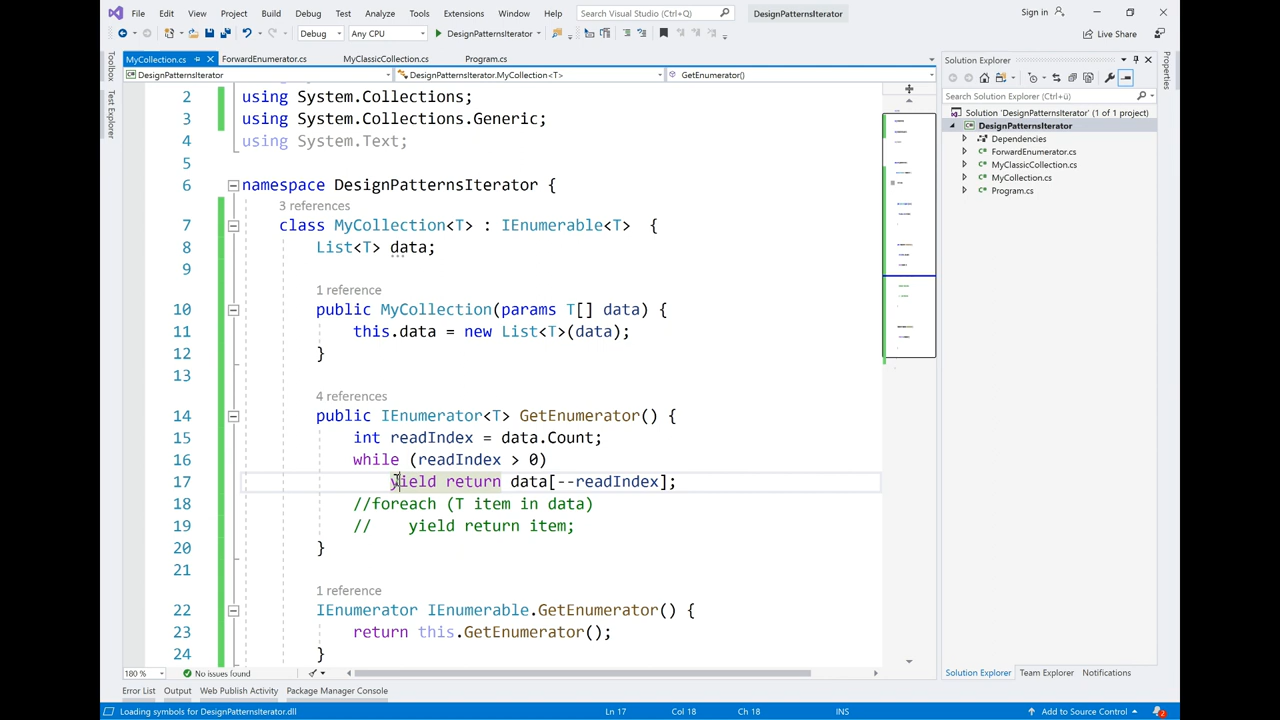 File Edit View Project Build Debug Test Analyze Tools Extensions Window Help Search Visual Studio (Ctrl+Q) DesignPatternsIterator Sign in
Debug Any CPU DesignPatternsIterator Live Share
MyCollection.cs ForwardEnumerator.cs MyClassicCollection.cs Program.cs
DesignPatternsIterator DesignPatternsIterator.MyCollection<T> GetEnumerator()
Toolbox
Test Explorer
2 using System.Collections;
3 using System.Collections.Generic;
4 using System.Text;
5
6 namespace DesignPatternsIterator {
3 references
7 class MyCollection<T> : IEnumerable<T> {
8 List<T> data;
9
1 reference
10 public MyCollection(params T[] data) {
11 this.data = new List<T>(data);
12 }
13
4 references
14 public IEnumerator<T> GetEnumerator() {
15 int readIndex = data.Count;
16 while (readIndex > 0)
17 yield return data[--readIndex];
18 //foreach (T item in data)
19 // yield return item;
20 }
21
1 reference
22 IEnumerator IEnumerable.GetEnumerator() {
23 return this.GetEnumerator();
24 }
180 % No issues found
Solution Explorer
Search Solution Explorer (Ctrl+ü)
Solution 'DesignPatternsIterator' (1 of 1 project)
DesignPatternsIterator
Dependencies
ForwardEnumerator.cs
MyClassicCollection.cs
MyCollection.cs
Program.cs
Properties
Solution Explorer Team Explorer Notifications
Error List Output Web Publish Activity Package Manager Console
Loading symbols for DesignPatternsIterator.dll Ln 17 Col 18 Ch 18 INS Add to Source Control 2